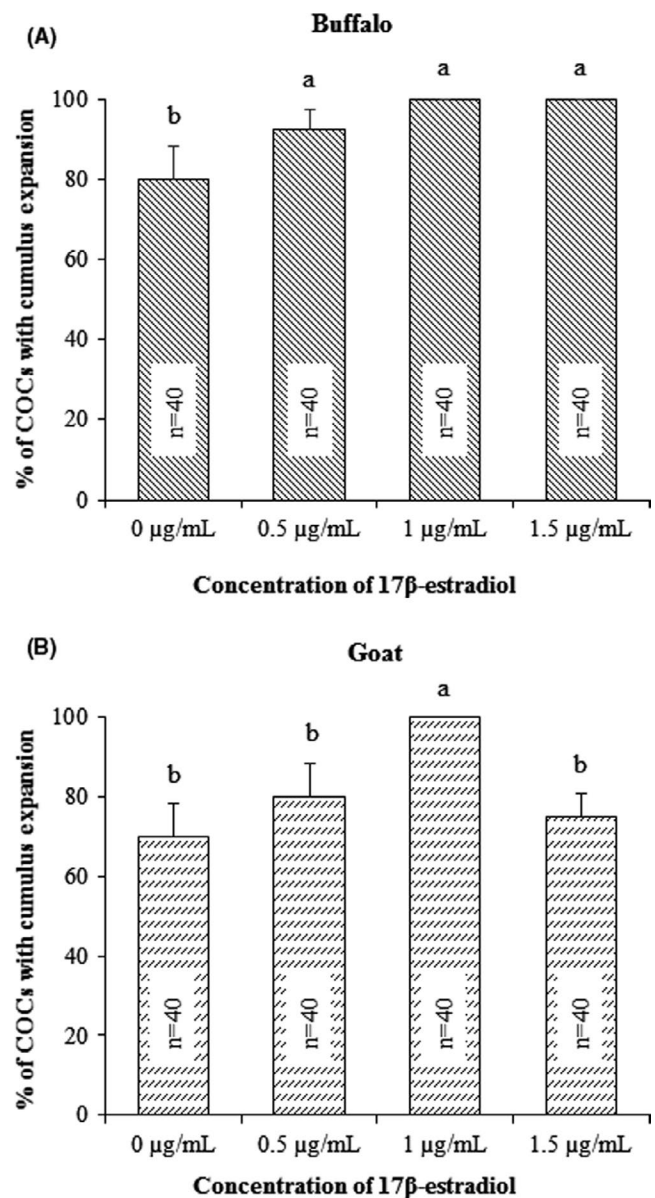 (A)
Buffalo
b
a
a
a
% of COCs with cumulus expansion
100
80
60
40
20
0
n=40
n=40
n=40
n=40
0 µg/mL
0.5 µg/mL
1 µg/mL
1.5 µg/mL
Concentration of 17β-estradiol
(B)
Goat
b
b
a
b
% of COCs with cumulus expansion
100
80
60
40
20
0
n=40
n=40
n=40
n=40
0 µg/mL
0.5 µg/mL
1 µg/mL
1.5 µg/mL
Concentration of 17β-estradiol